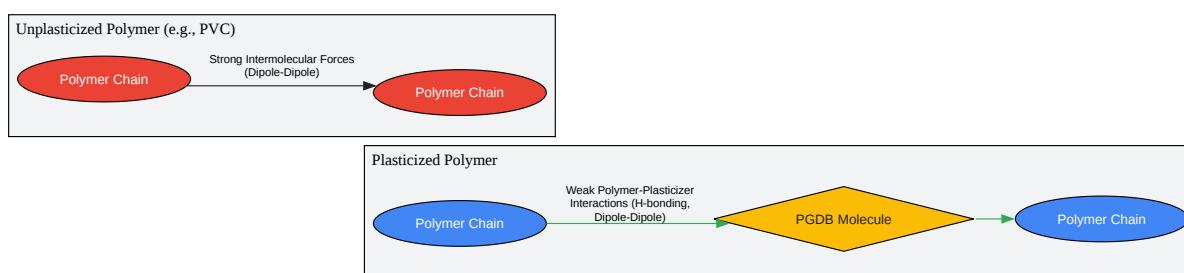 Unplasticized Polymer (e.g., PVC)
Polymer Chain
Strong Intermolecular Forces
(Dipole-Dipole)
Polymer Chain
Plasticized Polymer
Polymer Chain
Weak Polymer-Plasticizer
Interactions (H-bonding,
Dipole-Dipole)
PGDB Molecule
Polymer Chain